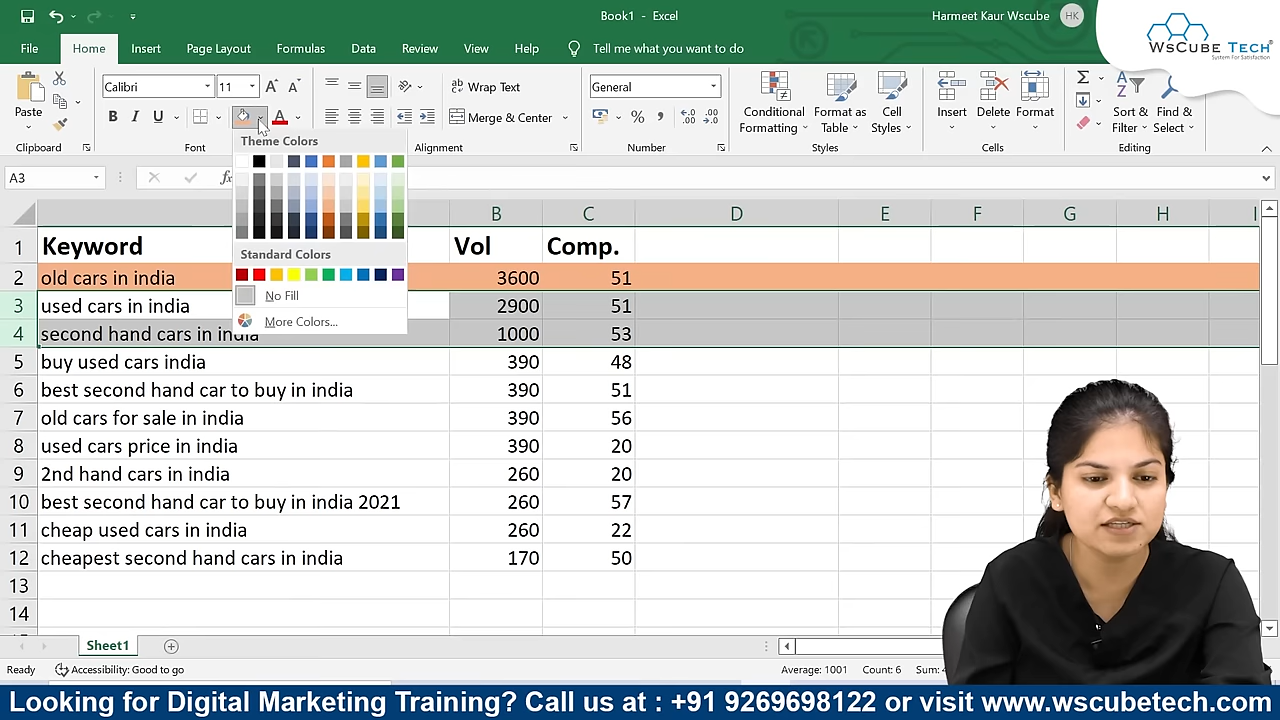 Book1 - Excel
Harmeet Kaur Wscube HK
WsCube Tech®
System For Satisfaction
File Home Insert Page Layout Formulas Data Review View Help Tell me what you want to do
Calibri 11 A A Wrap Text General
Paste B I U A Merge & Center % , Conditional Formatting Format as Table Cell Styles Insert Delete Format Sort & Filter Find & Select
Clipboard Font Alignment Number Styles Cells Editing
A3 fx
Theme Colors
Standard Colors
No Fill
More Colors...
B C D E F G H I
1 Keyword Vol Comp.
2 old cars in india 3600 51
3 used cars in india 2900 51
4 second hand cars in india 1000 53
5 buy used cars india 390 48
6 best second hand car to buy in india 390 51
7 old cars for sale in india 390 56
8 used cars price in india 390 20
9 2nd hand cars in india 260 20
10 best second hand car to buy in india 2021 260 57
11 cheap used cars in india 260 22
12 cheapest second hand cars in india 170 50
13
14
Sheet1
Ready Accessibility: Good to go Average: 1001 Count: 6 Sum:
Looking for Digital Marketing Training? Call us at : +91 9269698122 or visit www.wscubetech.com